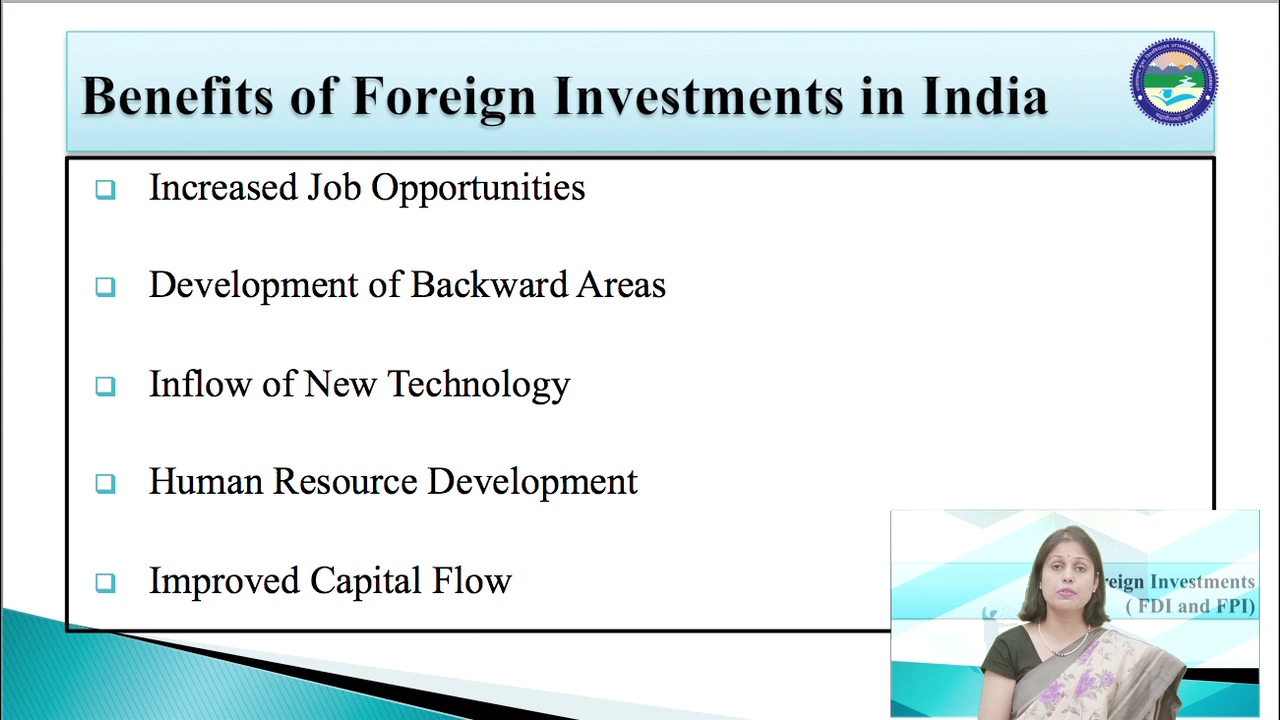 Benefits of Foreign Investments in India
UTTARAKHAND
Increased Job Opportunities
Development of Backward Areas
Inflow of New Technology
Human Resource Development
Improved Capital Flow
reign Investments
( FDI and FPI)